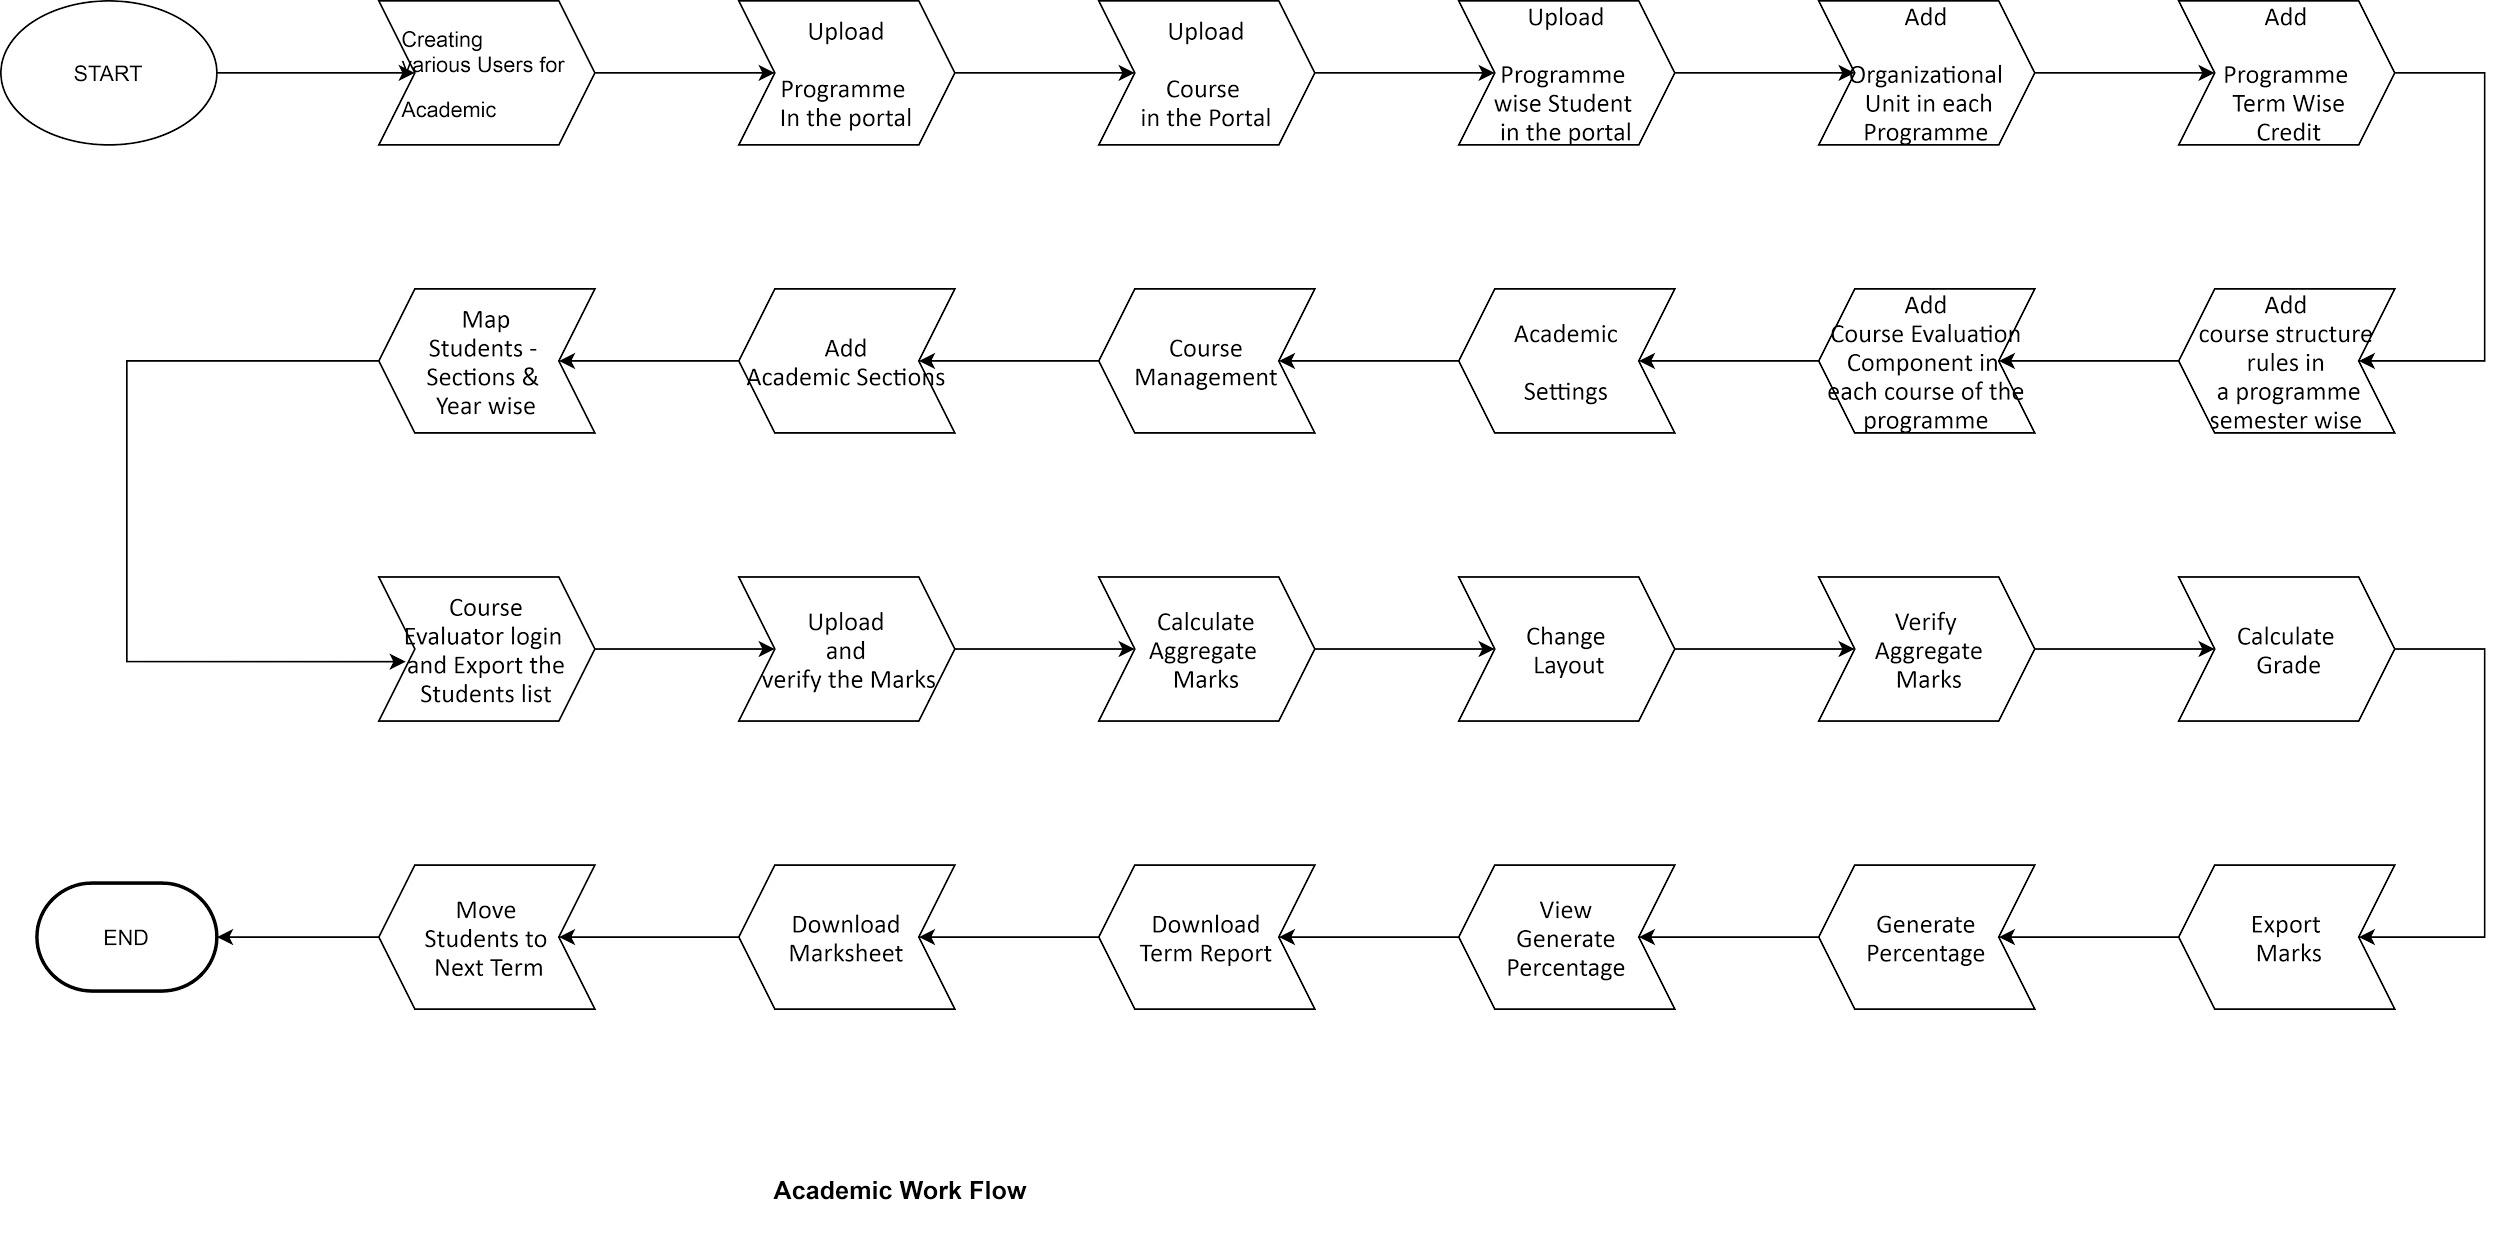 START
Creating
various Users for
Academic
Upload
Programme
In the portal
Upload
Course
in the Portal
Upload
Programme
wise Student
in the portal
Add
Organizational
Unit in each
Programme
Add
Programme
Term Wise
Credit
Add
course structure
rules in
a programme
semester wise
Add
Course Evaluation
Component in
each course of the
programme
Academic
Settings
Course
Management
Add
Academic Sections
Map
Students -
Sections &
Year wise
Course
Evaluator login
and Export the
Students list
Upload
and
verify the Marks
Calculate
Aggregate
Marks
Change
Layout
Verify
Aggregate
Marks
Calculate
Grade
Export
Marks
Generate
Percentage
View
Generate
Percentage
Download
Term Report
Download
Marksheet
Move
Students to
Next Term
END
Academic Work Flow